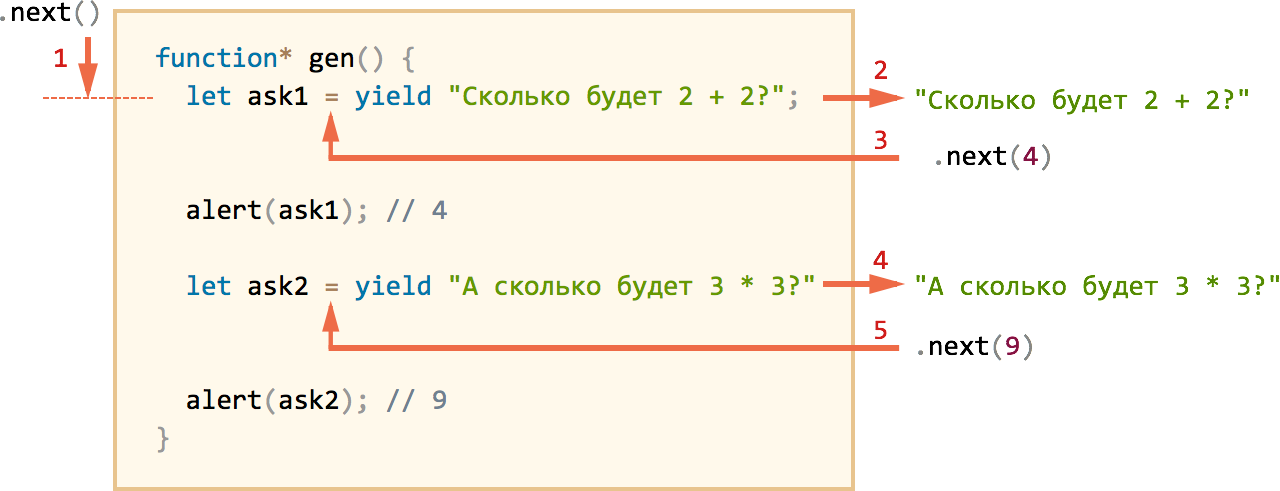 .next()
1
function* gen() {
2
let ask1 = yield "Сколько будет 2 + 2?";
"Сколько будет 2 + 2?"
3
.next(4)
alert(ask1); // 4
4
let ask2 = yield "А сколько будет 3 * 3?"
"А сколько будет 3 * 3?"
5
.next(9)
alert(ask2); // 9
}